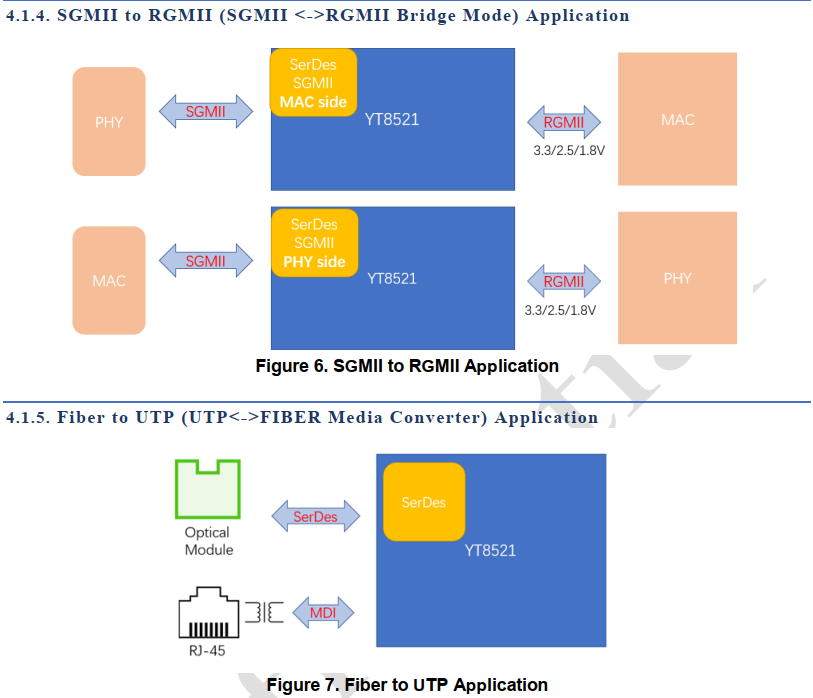 4.1.4. SGMII to RGMII (SGMII <->RGMII Bridge Mode) Application
PHY
SGMII
SerDes
SGMII
MAC side
YT8521
RGMII
3.3/2.5/1.8V
MAC
MAC
SGMII
SerDes
SGMII
PHY side
YT8521
RGMII
3.3/2.5/1.8V
PHY
Figure 6. SGMII to RGMII Application
4.1.5. Fiber to UTP (UTP<->FIBER Media Converter) Application
Optical
Module
SerDes
SerDes
YT8521
RJ-45
MDI
Figure 7. Fiber to UTP Application